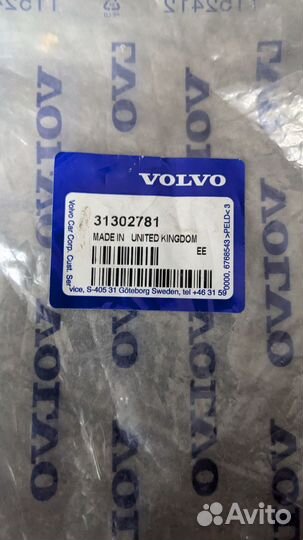 1152412
VOLVO
31302781
MADE IN UNITED KINGDOM
EE
Volvo Car Corp. Cust. Ser
vice, S-405 31 Göteborg Sweden, tel +46 31 59
0000, 6768543 >PELD< 3
VOLVO
VOLVO
VOLVO
VOLVO
Avito